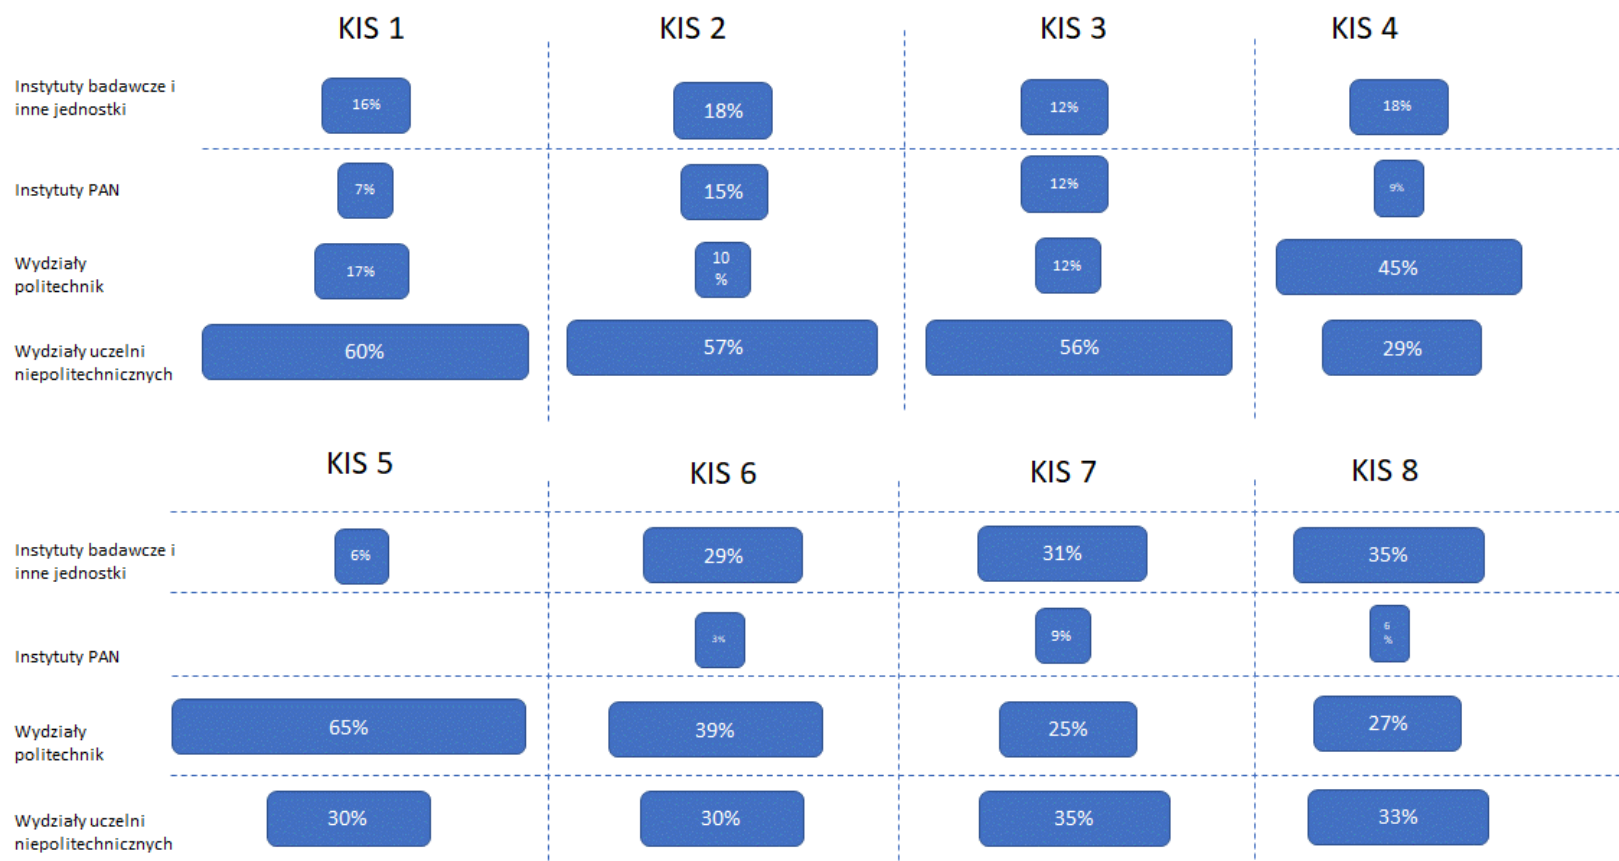 KIS 1 KIS 2 KIS 3 KIS 4
Instytuty badawcze i
inne jednostki
16% 18% 12% 18%
Instytuty PAN
7% 15% 12% 9%
Wydziały
politechnik
17% 10
%
12% 45%
Wydziały uczelni
niepolitechnicznych
60% 57% 56% 29%
KIS 5 KIS 6 KIS 7 KIS 8
Instytuty badawcze i
inne jednostki
6% 29% 31% 35%
Instytuty PAN
3% 9% 6
%
Wydziały
politechnik
65% 39% 25% 27%
Wydziały uczelni
niepolitechnicznych
30% 30% 35% 33%